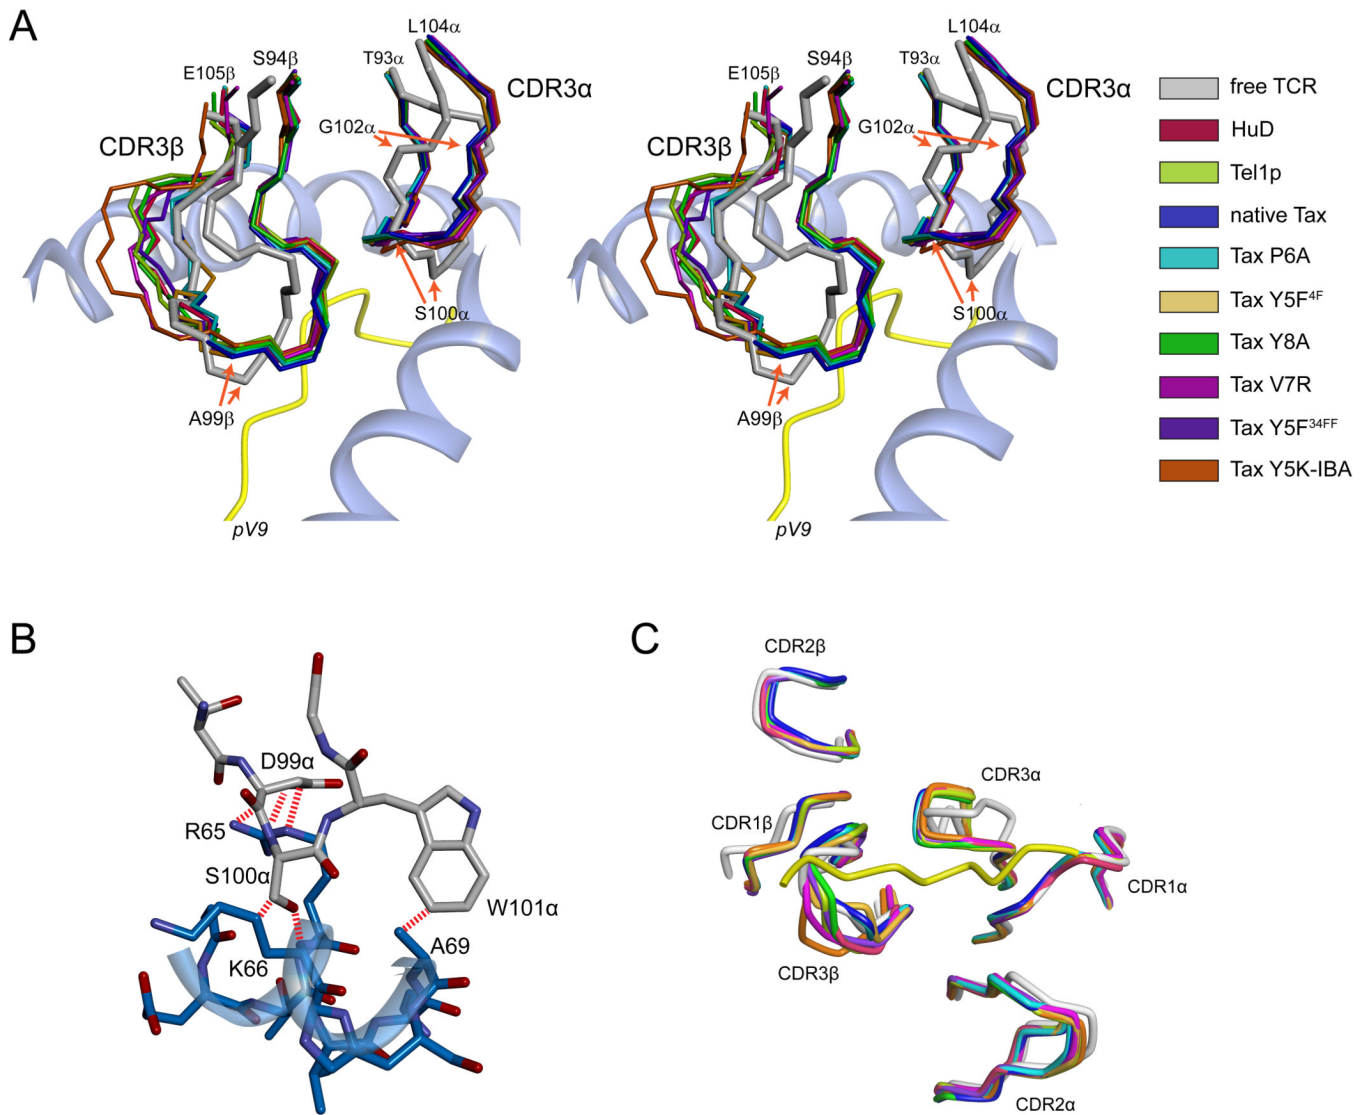 A
L104α
S94β
T93α
E105β
CDR3α
G102α
CDR3β
S100α
A99β
pV9
L104α
S94β
T93α
E105β
CDR3α
G102α
CDR3β
S100α
A99β
pV9
free TCR
HuD
Tel1p
native Tax
Tax P6A
Tax Y5F4F
Tax Y8A
Tax V7R
Tax Y5F34FF
Tax Y5K-IBA
B
D99α
R65
S100α
W101α
K66
A69
C
CDR2β
CDR3α
CDR1β
CDR1α
CDR3β
CDR2α